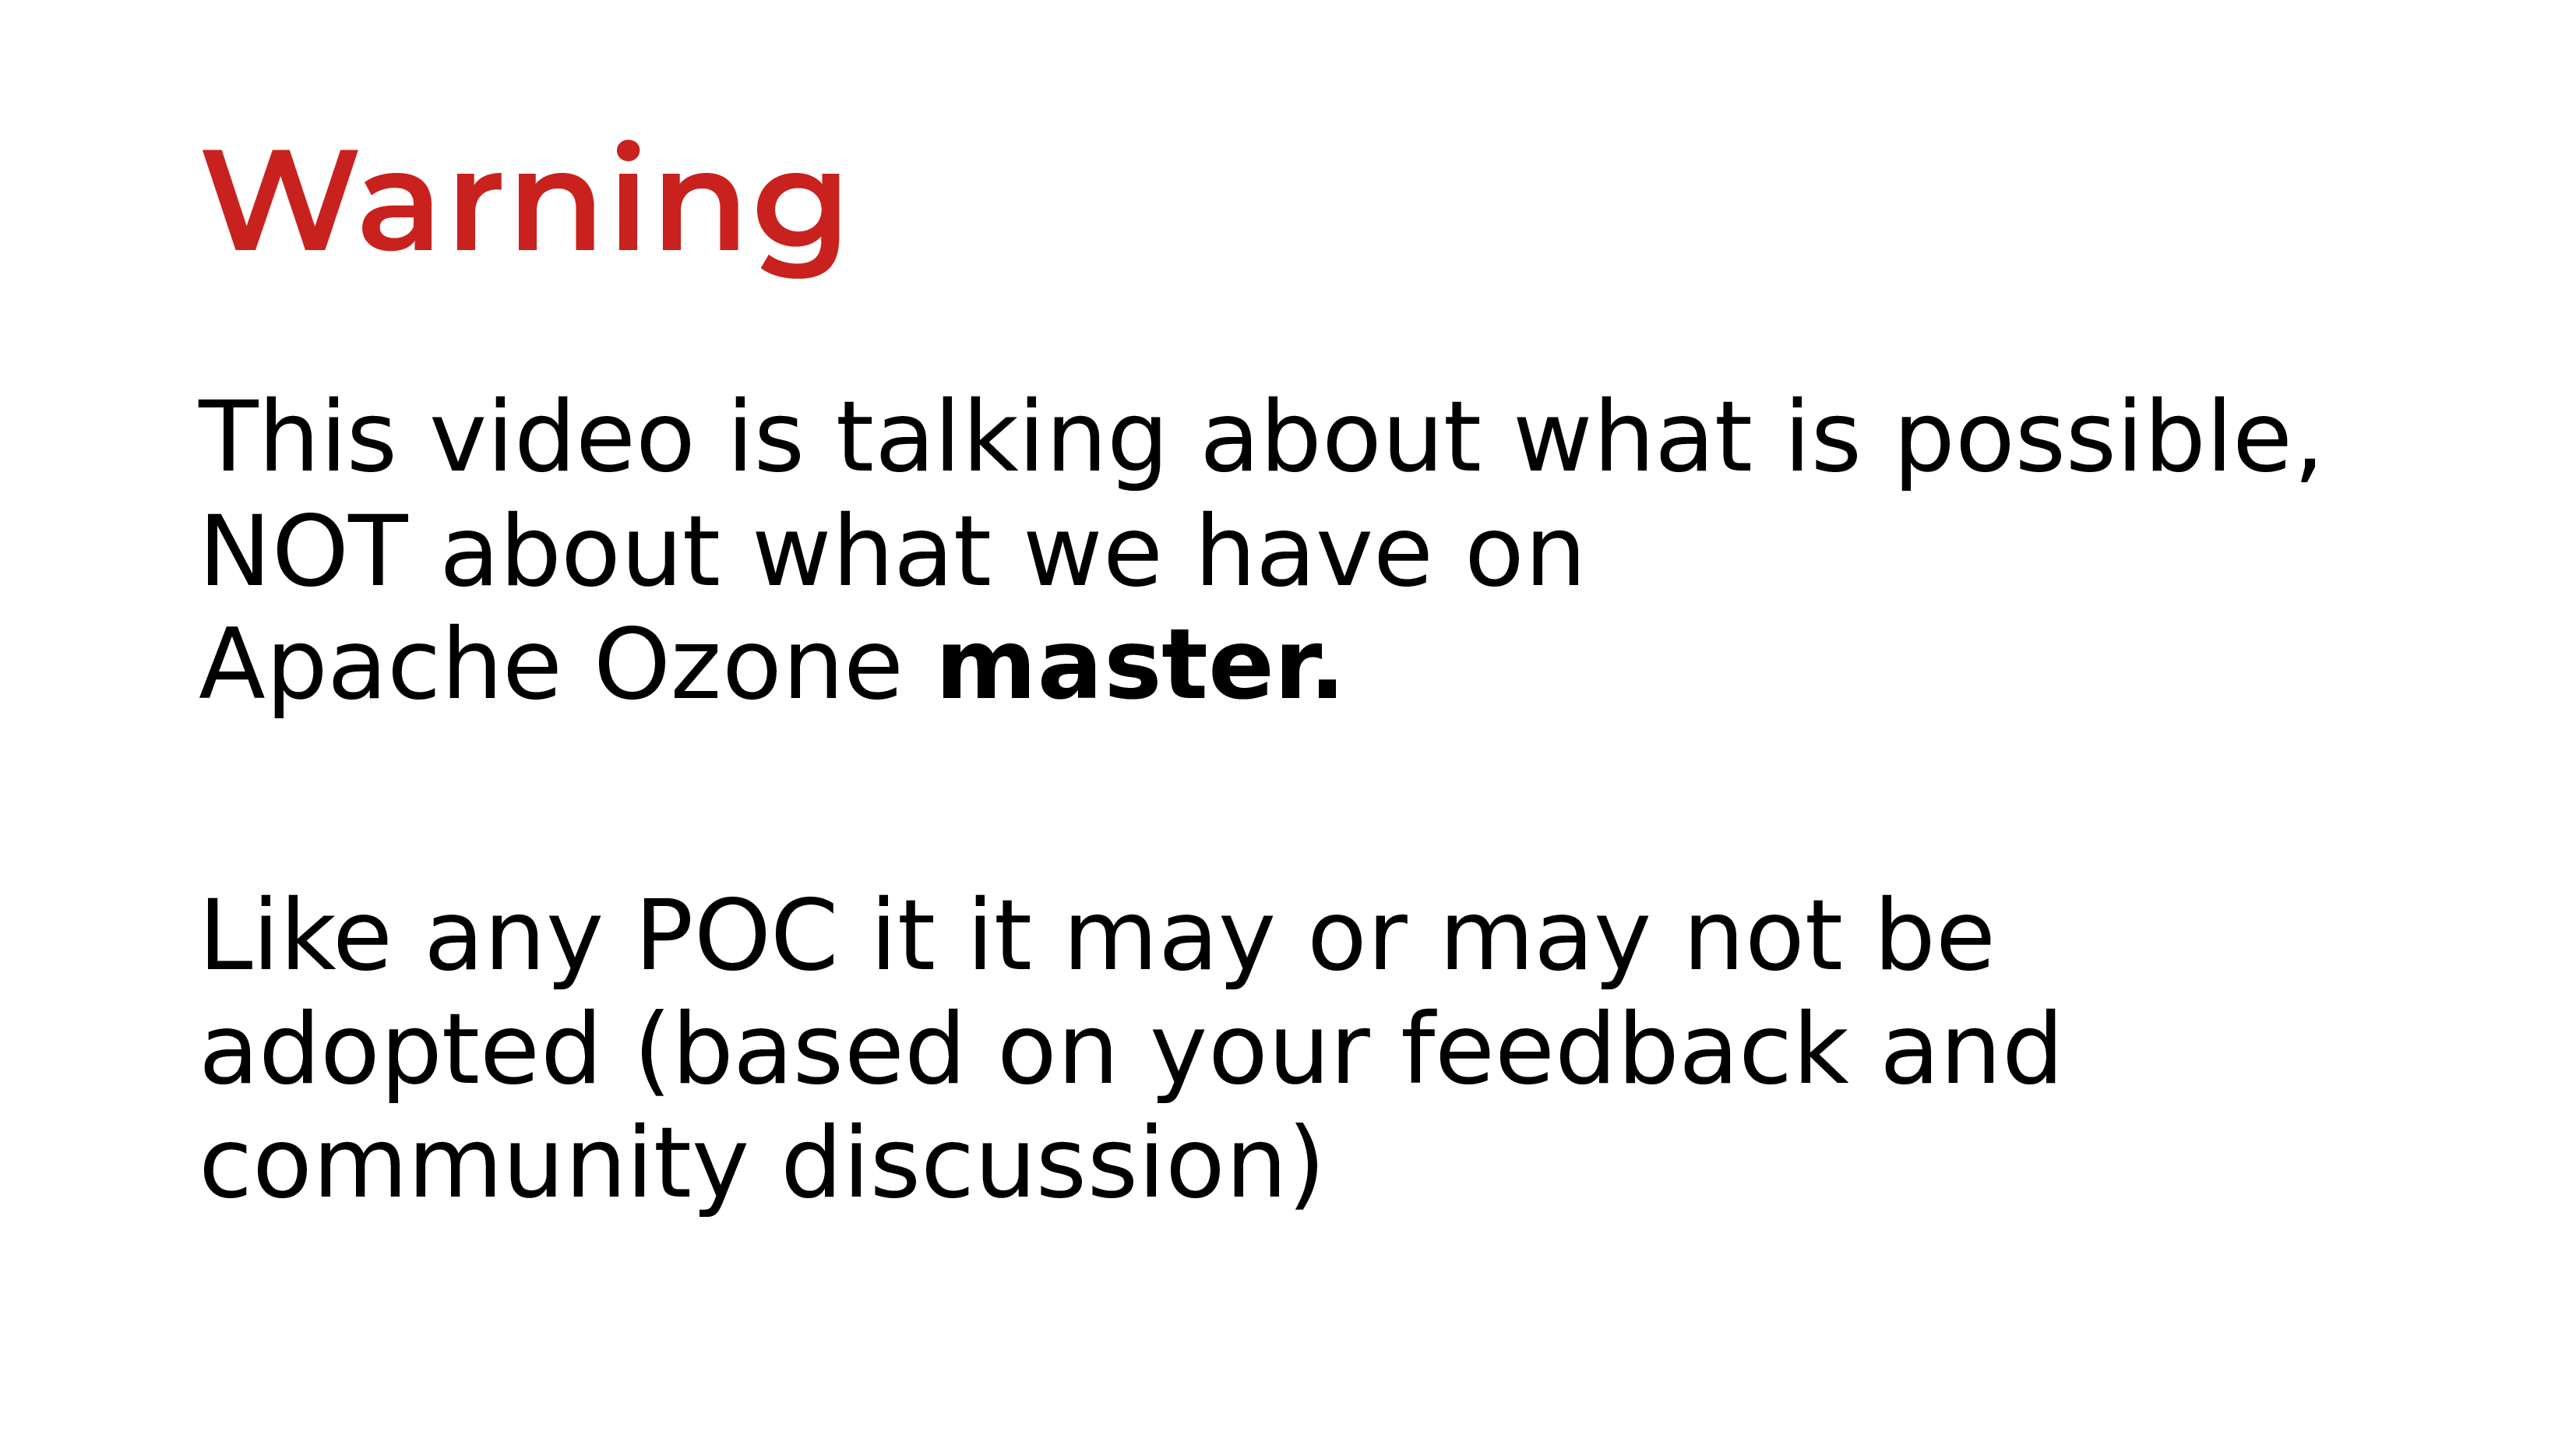 Warning
This video is talking about what is possible,
NOT about what we have on
Apache Ozone master.
Like any POC it it may or may not be
adopted (based on your feedback and
community discussion)